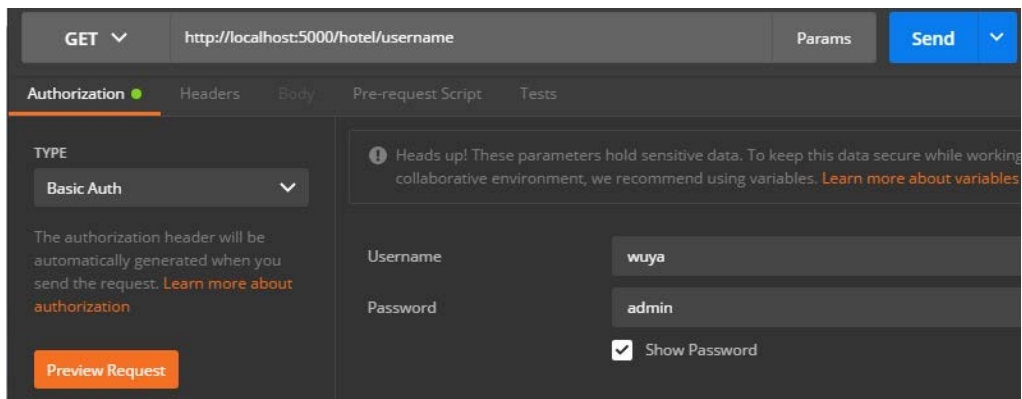 GET http://localhost:5000/hotel/username Params Send
Authorization Headers Body Pre-request Script Tests
TYPE
Basic Auth
The authorization header will be
automatically generated when you
send the request. Learn more about
authorization
Preview Request
Heads up! These parameters hold sensitive data. To keep this data secure while working
collaborative environment, we recommend using variables. Learn more about variables
Username wuya
Password admin
Show Password